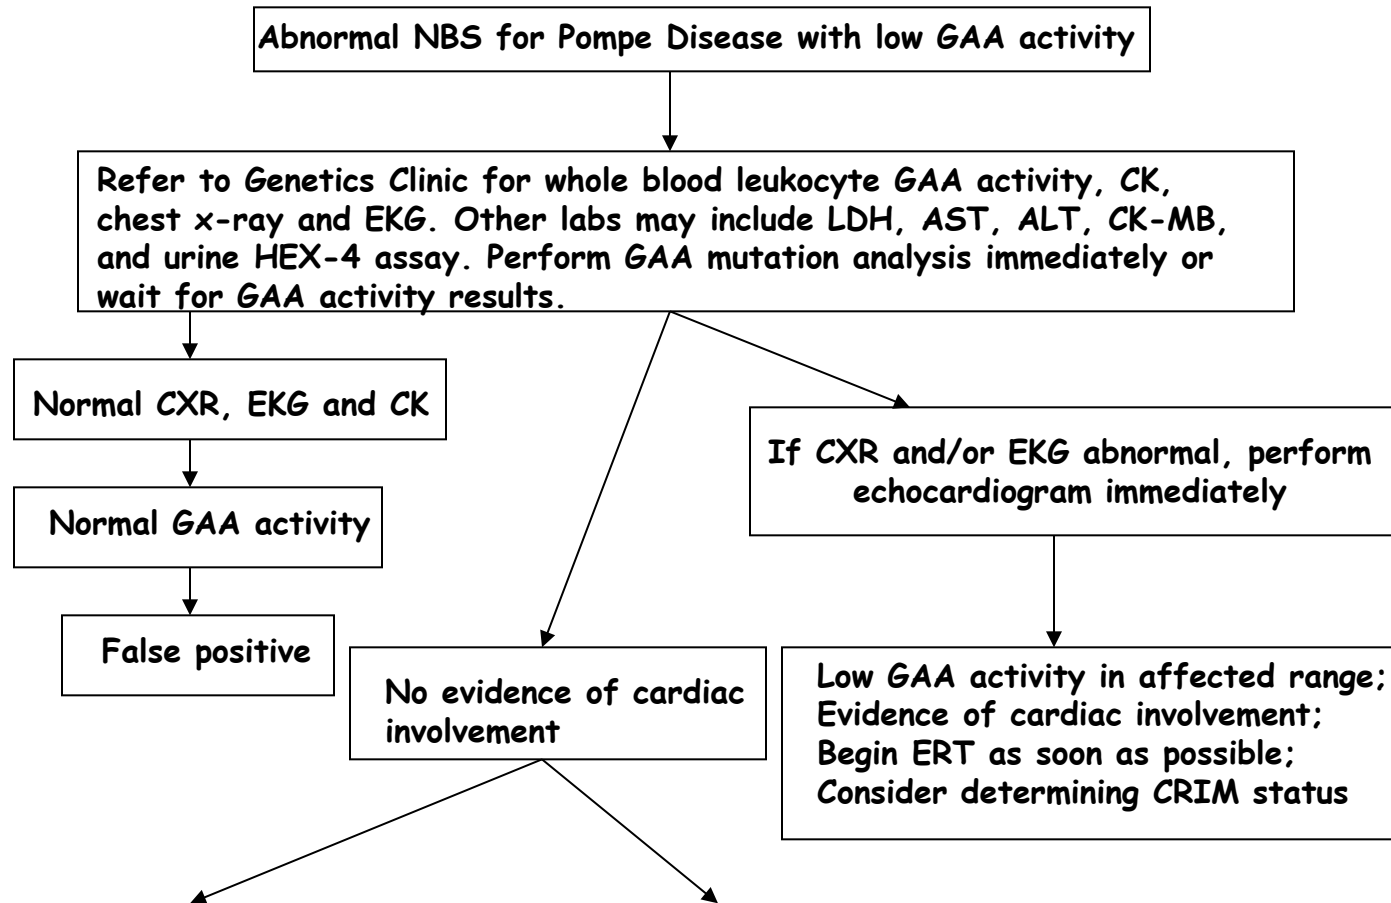 Abnormal NBS for Pompe Disease with low GAA activity
Refer to Genetics Clinic for whole blood leukocyte GAA activity, CK,
chest x-ray and EKG. Other labs may include LDH, AST, ALT, CK-MB,
and urine HEX-4 assay. Perform GAA mutation analysis immediately or
wait for GAA activity results.
Normal CXR, EKG and CK
Normal GAA activity
False positive
No evidence of cardiac
involvement
If CXR and/or EKG abnormal, perform
echocardiogram immediately
Low GAA activity in affected range;
Evidence of cardiac involvement;
Begin ERT as soon as possible;
Consider determining CRIM status